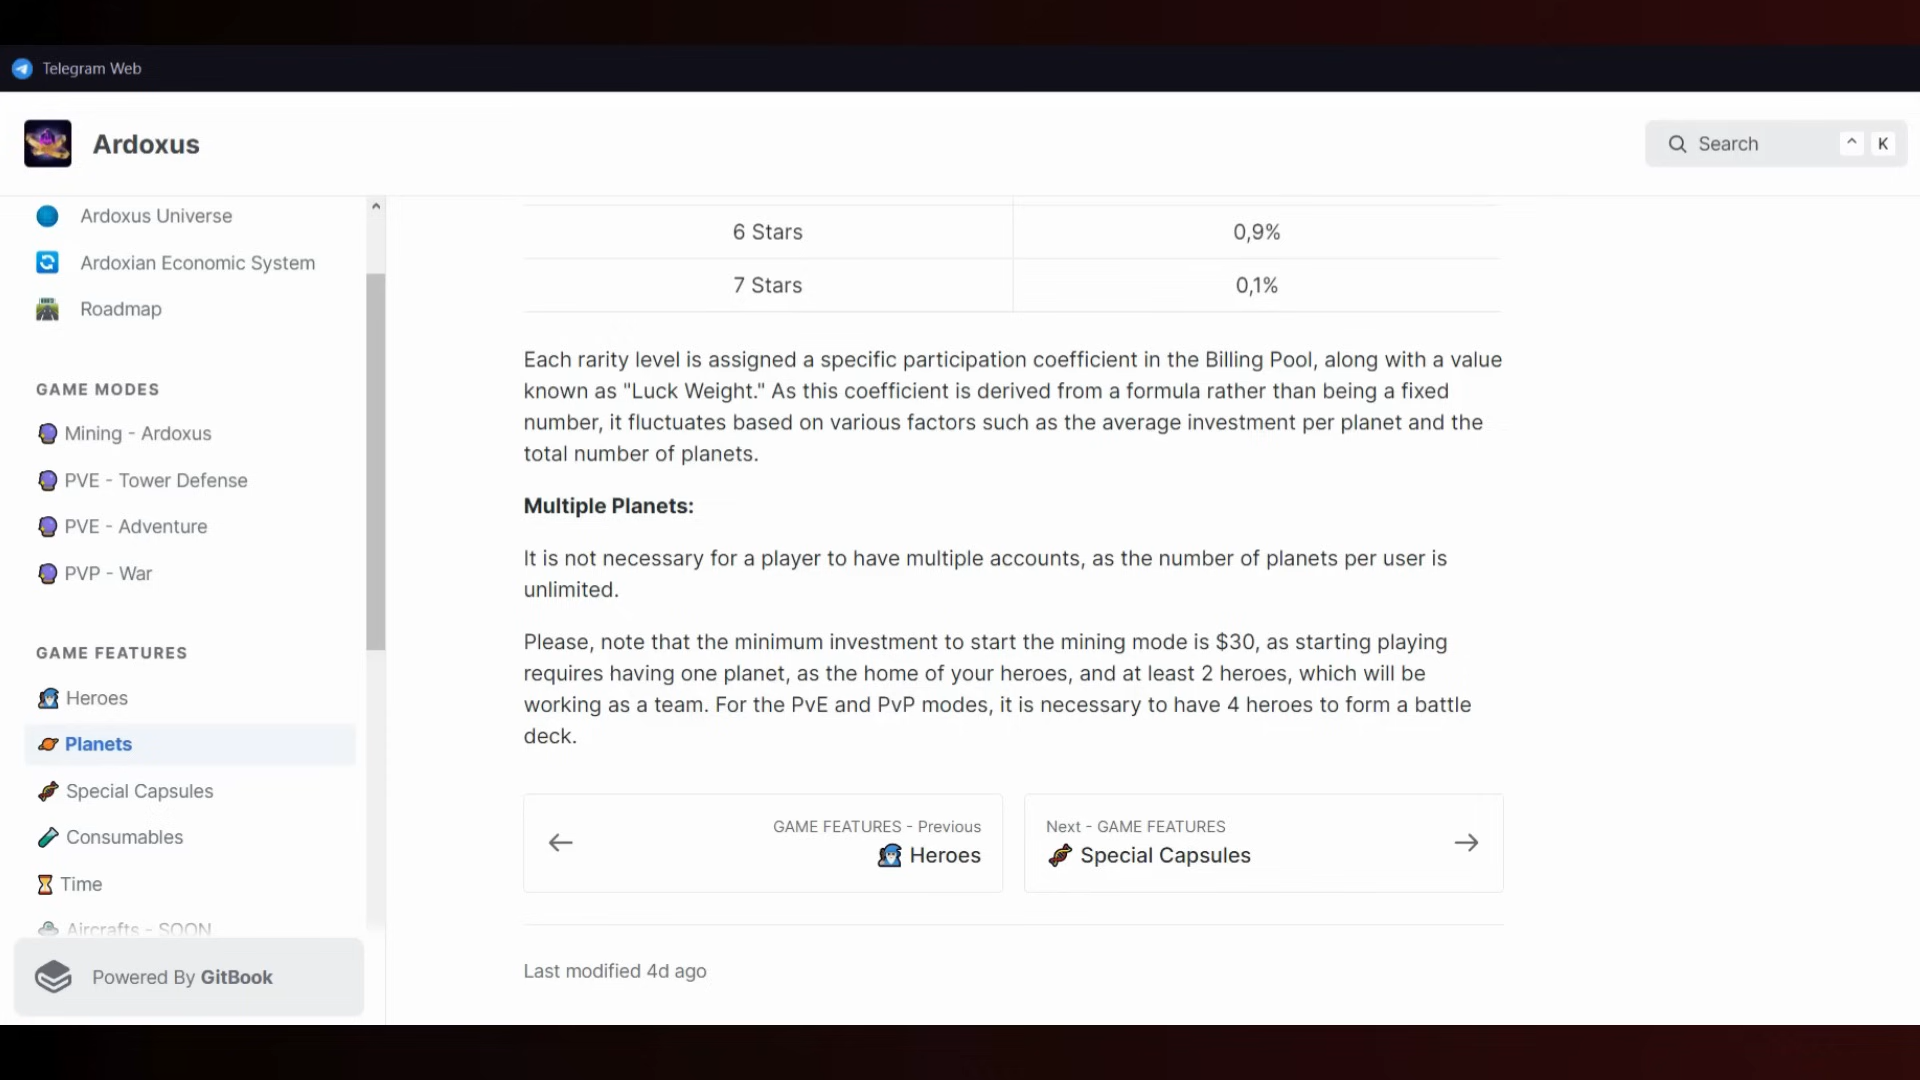 Telegram Web
Ardoxus
Search ^ K
Ardoxus Universe
Ardoxian Economic System
Roadmap
GAME MODES
Mining - Ardoxus
PVE - Tower Defense
PVE - Adventure
PVP - War
GAME FEATURES
Heroes
Planets
Special Capsules
Consumables
Time
Aircrafts - SOON
Powered By GitBook
6 Stars 0,9%
7 Stars 0,1%
Each rarity level is assigned a specific participation coefficient in the Billing Pool, along with a value
known as "Luck Weight." As this coefficient is derived from a formula rather than being a fixed
number, it fluctuates based on various factors such as the average investment per planet and the
total number of planets.
Multiple Planets:
It is not necessary for a player to have multiple accounts, as the number of planets per user is
unlimited.
Please, note that the minimum investment to start the mining mode is $30, as starting playing
requires having one planet, as the home of your heroes, and at least 2 heroes, which will be
working as a team. For the PvE and PvP modes, it is necessary to have 4 heroes to form a battle
deck.
GAME FEATURES - Previous
Heroes
Next - GAME FEATURES
Special Capsules
Last modified 4d ago